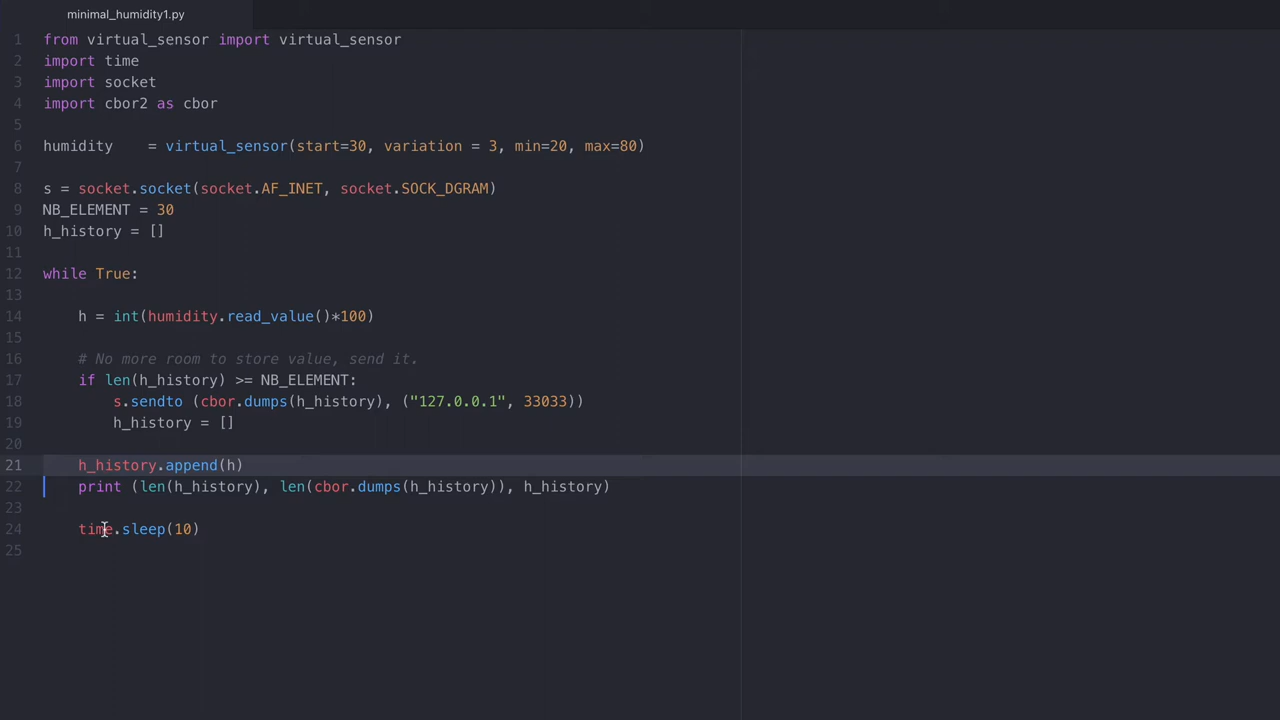 minimal_humidity1.py
1 from virtual_sensor import virtual_sensor
2 import time
3 import socket
4 import cbor2 as cbor
5
6 humidity    = virtual_sensor(start=30, variation = 3, min=20, max=80)
7
8 s = socket.socket(socket.AF_INET, socket.SOCK_DGRAM)
9 NB_ELEMENT = 30
10 h_history = []
11
12 while True:
13
14     h = int(humidity.read_value()*100)
15
16     # No more room to store value, send it.
17     if len(h_history) >= NB_ELEMENT:
18         s.sendto (cbor.dumps(h_history), ("127.0.0.1", 33033))
19         h_history = []
20
21     h_history.append(h)
22     print (len(h_history), len(cbor.dumps(h_history)), h_history)
23
24     time.sleep(10)
25